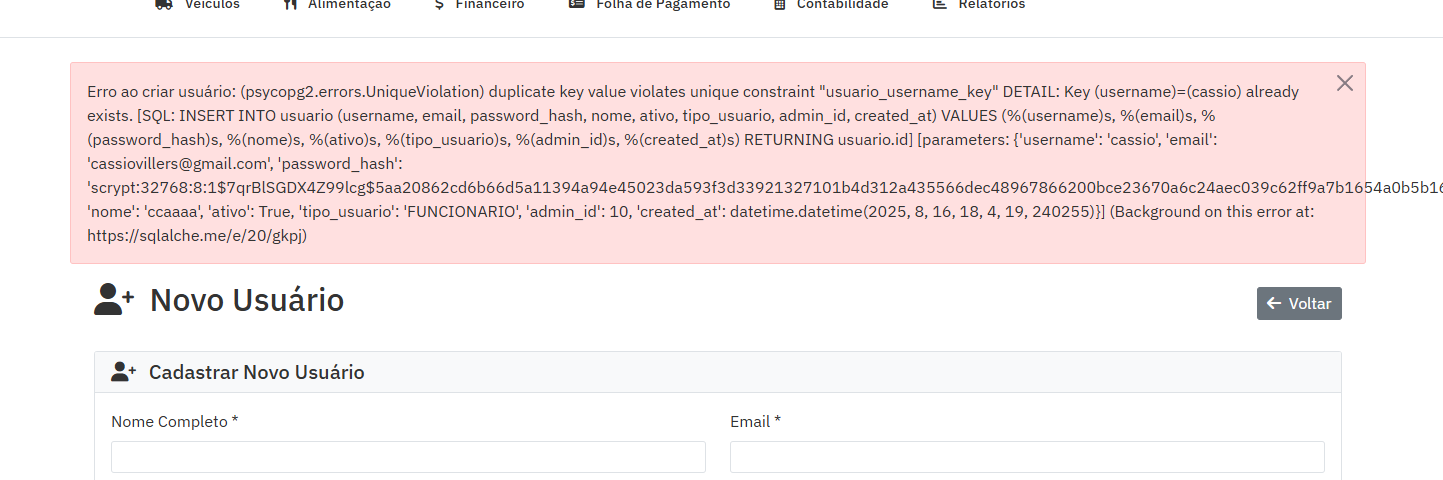 Veículos Alimentação Financeiro Folha de Pagamento Contabilidade Relatórios
Erro ao criar usuário: (psycopg2.errors.UniqueViolation) duplicate key value violates unique constraint "usuario_username_key" DETAIL: Key (username)=(cassio) already
exists. [SQL: INSERT INTO usuario (username, email, password_hash, nome, ativo, tipo_usuario, admin_id, created_at) VALUES (%(username)s, %(email)s, %
(password_hash)s, %(nome)s, %(ativo)s, %(tipo_usuario)s, %(admin_id)s, %(created_at)s) RETURNING usuario.id] [parameters: {'username': 'cassio', 'email':
'cassiovillers@gmail.com', 'password_hash':
'scrypt:32768:8:1$7qrBlSGDX4Z99lcg$5aa20862cd6b66d5a11394a94e45023da593f3d33921327101b4d312a435566dec48967866200bce23670a6c24aec039c62ff9a7b1654a0b5b16
'nome': 'ccaaaa', 'ativo': True, 'tipo_usuario': 'FUNCIONARIO', 'admin_id': 10, 'created_at': datetime.datetime(2025, 8, 16, 18, 4, 19, 240255)}] (Background on this error at:
https://sqlalche.me/e/20/gkpj)
Novo Usuário
Voltar
Cadastrar Novo Usuário
Nome Completo * Email *